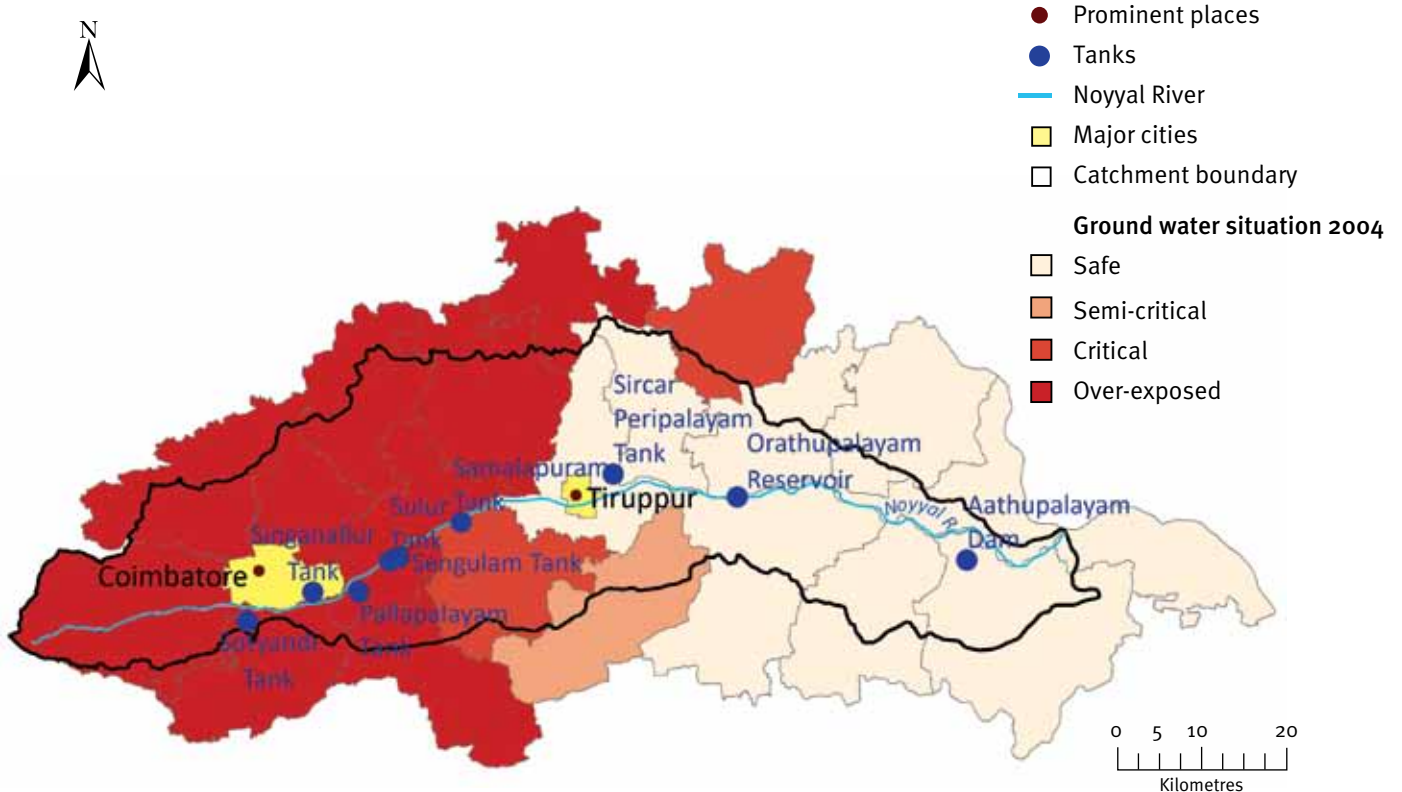 N
Prominent places
Tanks
Noyyal River
Major cities
Catchment boundary
Ground water situation 2004
Safe
Semi-critical
Critical
Over-exposed
Sircar
Peripalayam
Tank
Orathupalayam
Reservoir
Samalapuram
Tank
Tiruppur
Sulur
Tank
Noyyal R.
Aathupalayam
Dam
Singanallur
Tank
Sengulam Tank
Coimbatore
Pallapalayam
Tank
Tank
0 5 10 20
Kilometres